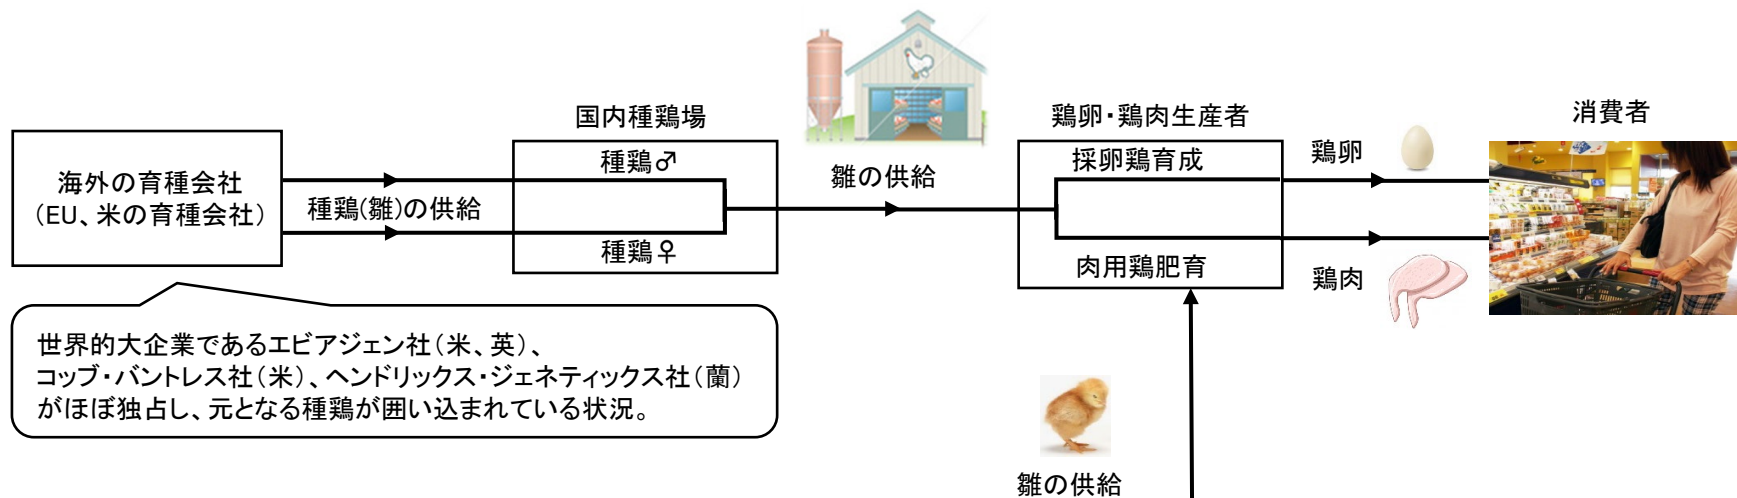 国内種鶏場
鶏卵・鶏肉生産者
消費者
海外の育種会社
（EU、米の育種会社）
種鶏(雛)の供給
種鶏♂
種鶏♀
雛の供給
採卵鶏育成
肉用鶏肥育
鶏卵
鶏肉
世界的大企業であるエビアジェン社（米、英）、
コッブ・バントレス社（米）、ヘンドリックス・ジェネティックス社（蘭）
がほぼ独占し、元となる種鶏が囲い込まれている状況。
雛の供給